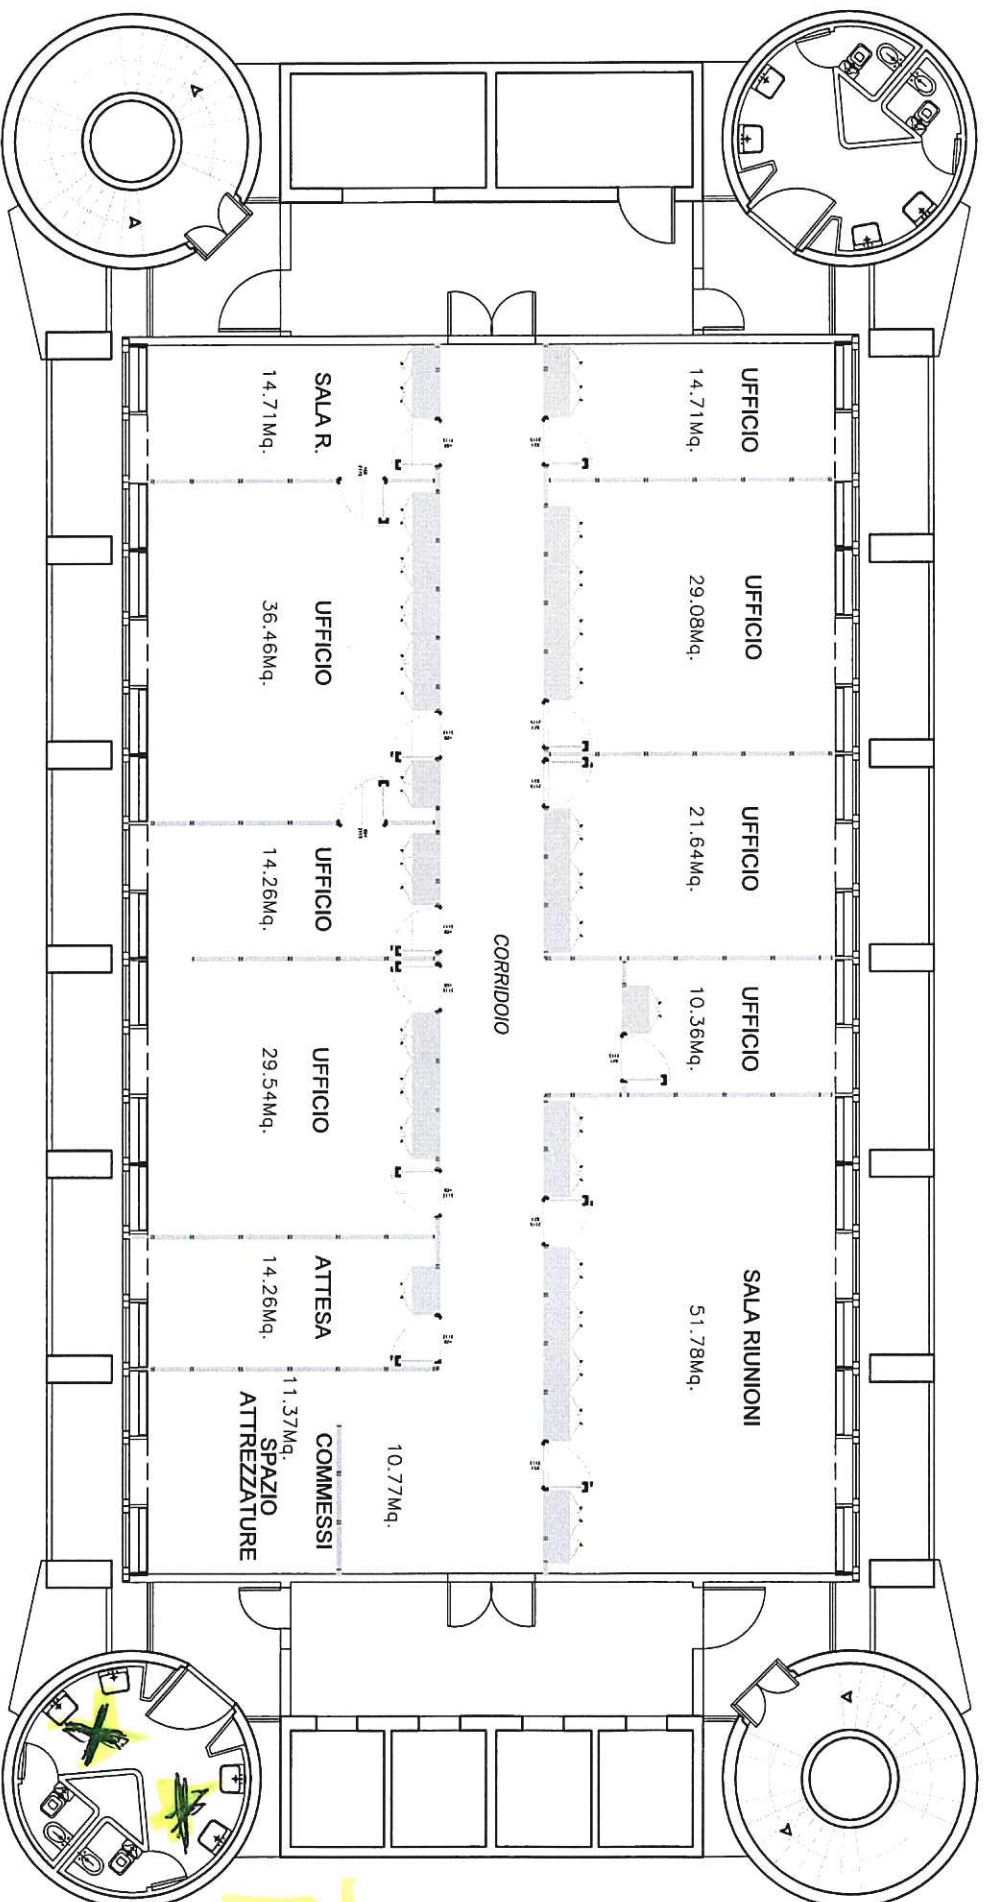 UFFICIO
14.71Mq.
UFFICIO
29.08Mq.
UFFICIO
21.64Mq.
UFFICIO
10.36Mq.
SALA RIUNIONI
51.78Mq.
CORRIDOIO
SALA R.
14.71Mq.
UFFICIO
36.46Mq.
UFFICIO
14.26Mq.
UFFICIO
29.54Mq.
ATTESA
14.26Mq.
10.77Mq.
COMMESSI
11.37Mq.
SPAZIO
ATTREZZATURE